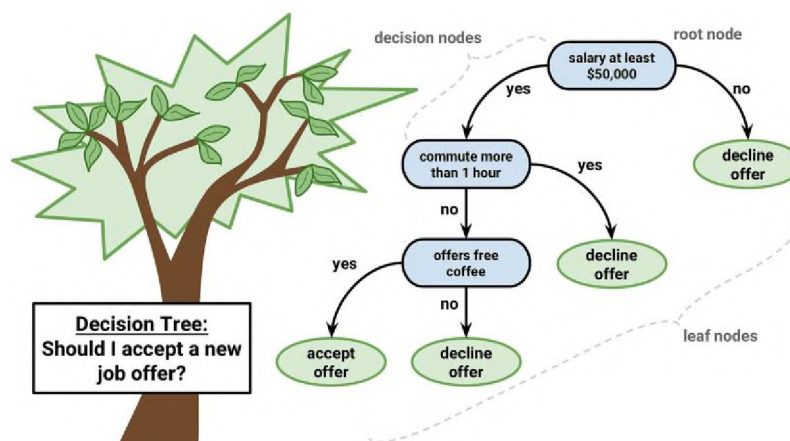 decision nodes
root node
salary at least
$50,000
yes
no
commute more
than 1 hour
yes
decline
offer
no
offers free
coffee
decline
offer
yes
no
Decision Tree:
Should I accept a new
job offer?
accept
offer
decline
offer
leaf nodes